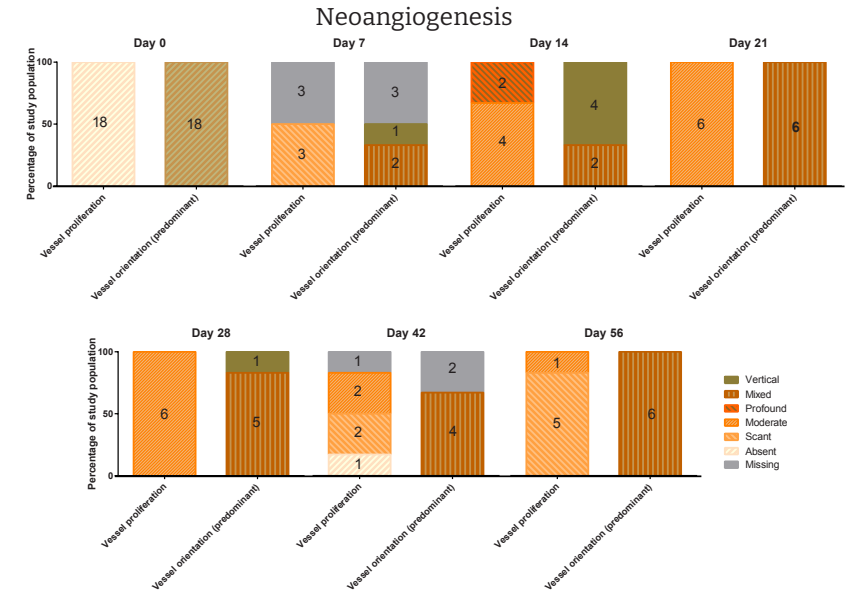 Neoangiogenesis
Day 0
Day 7
Day 14
Day 21
Percentage of study population
100
50
0
18
18
3
3
3
1
2
2
4
4
2
6
6
Vessel proliferation
Vessel orientation (predominant)
Vessel proliferation
Vessel orientation (predominant)
Vessel proliferation
Vessel orientation (predominant)
Vessel proliferation
Vessel orientation (predominant)
Day 28
Day 42
Day 56
Percentage of study population
100
50
0
6
1
5
1
2
2
1
2
4
1
5
6
Vessel proliferation
Vessel orientation (predominant)
Vessel proliferation
Vessel orientation (predominant)
Vessel proliferation
Vessel orientation (predominant)
Vertical
Mixed
Profound
Moderate
Scant
Absent
Missing